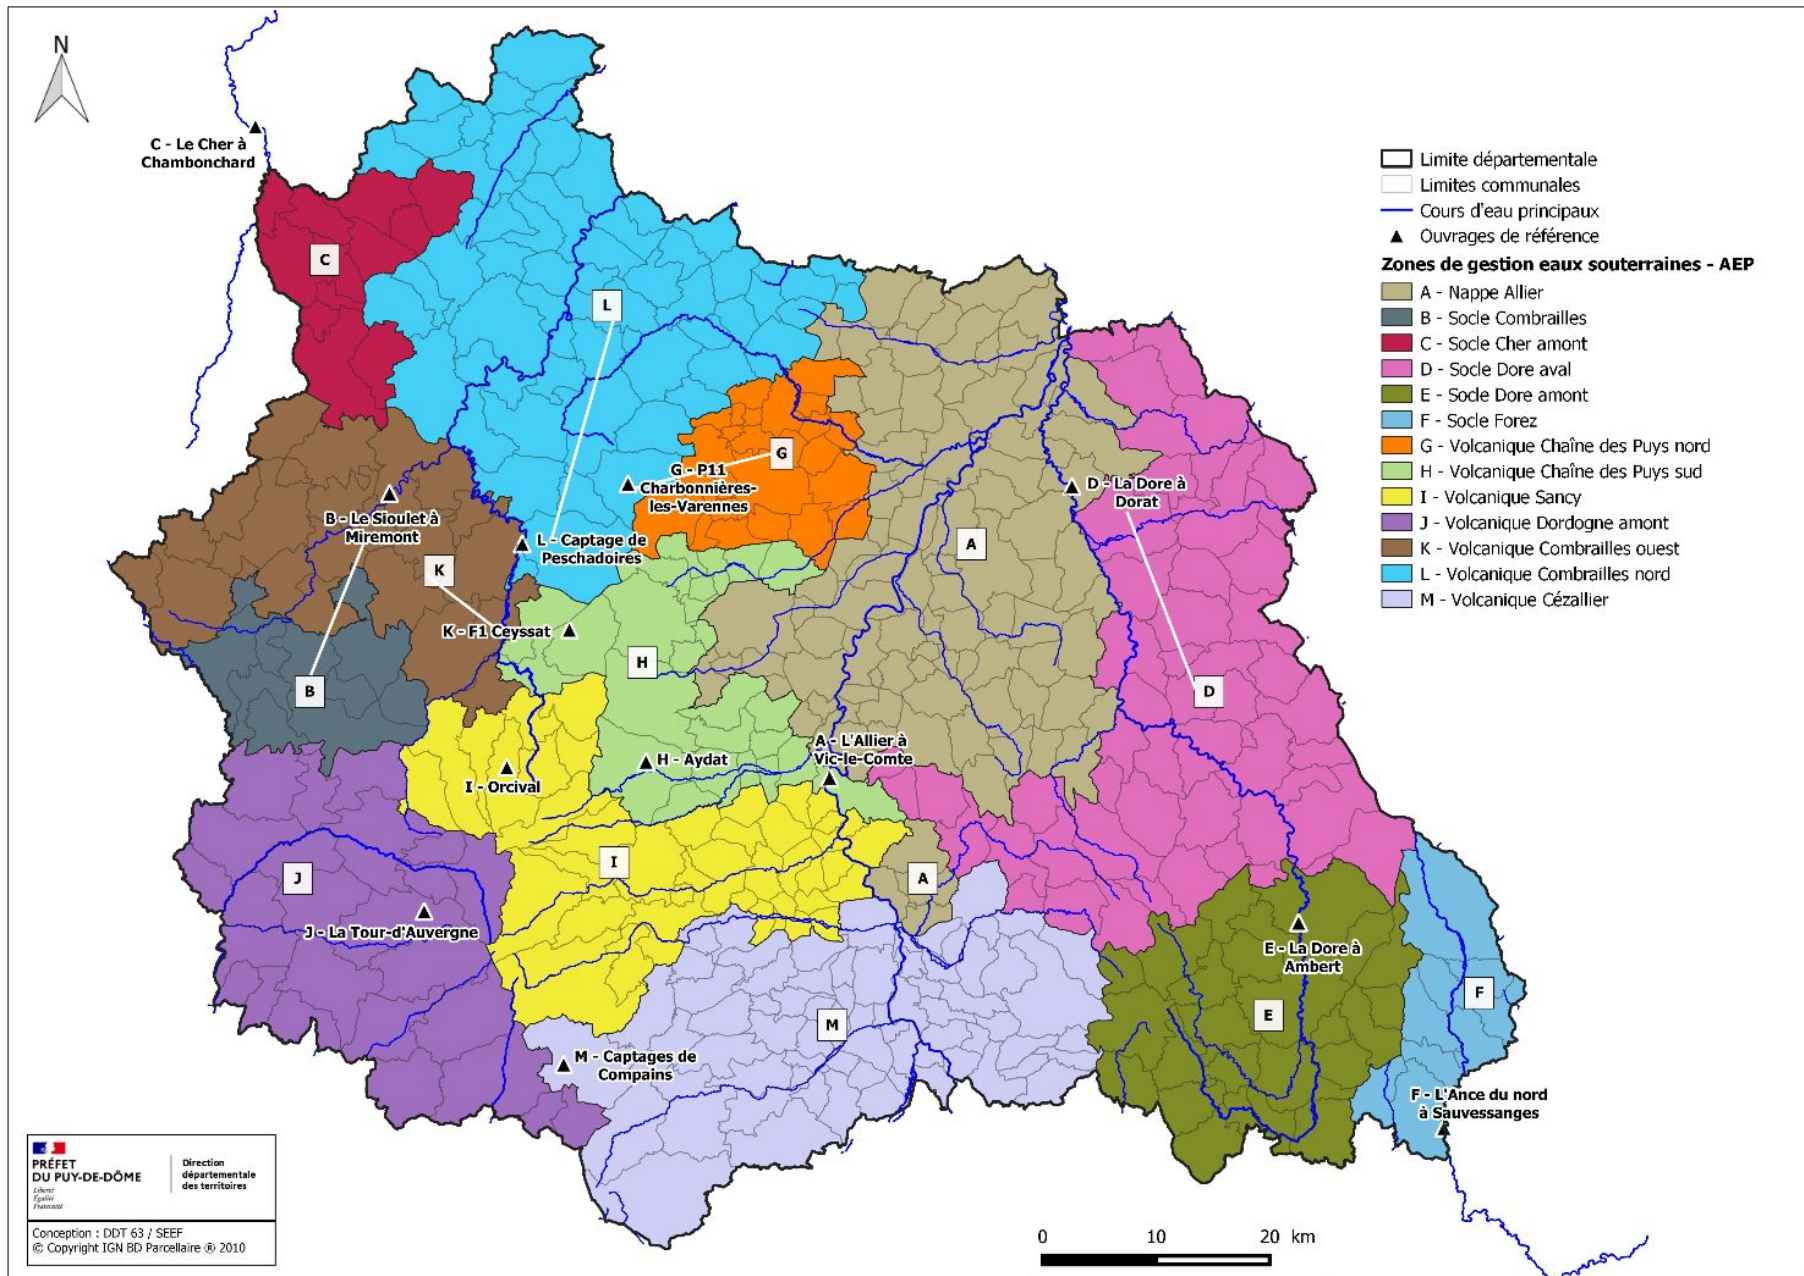 N
C - Le Cher à
Chambonchard
C
L
G
G - P11
Charbonnières-
les-Varennes
B - Le Sioulet à
Miremont
D - La Dore à
Dorat
L - Captage de
Peschadoires
A
K
K - F1 Ceyssat
H
B
D
A - L'Allier à
Vic-le-Comte
H - Aydat
I - Orcival
I
J
A
J - La Tour-d'Auvergne
E - La Dore à
Ambert
F
E
M
M - Captages de
Compains
F - L'Ance du nord
à Sauvessanges
Limite départementale
Limites communales
Cours d'eau principaux
Ouvrages de référence
Zones de gestion eaux souterraines - AEP
A - Nappe Allier
B - Socle Combrailles
C - Socle Cher amont
D - Socle Dore aval
E - Socle Dore amont
F - Socle Forez
G - Volcanique Chaîne des Puys nord
H - Volcanique Chaîne des Puys sud
I - Volcanique Sancy
J - Volcanique Dordogne amont
K - Volcanique Combrailles ouest
L - Volcanique Combrailles nord
M - Volcanique Cézallier
PRÉFET
DU PUY-DE-DÔME
Liberté
Égalité
Fraternité
Direction
départementale
des territoires
Conception : DDT 63 / SEEF
© Copyright IGN BD Parcellaire ® 2010
0 10 20 km